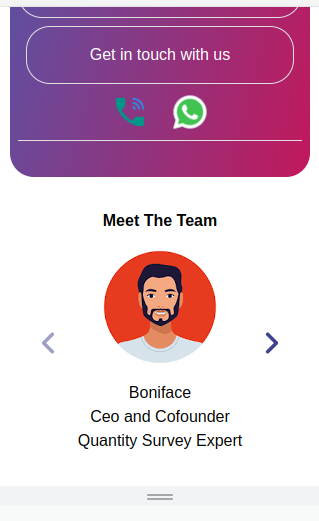 Get in touch with us
Meet The Team
Boniface
Ceo and Cofounder
Quantity Survey Expert